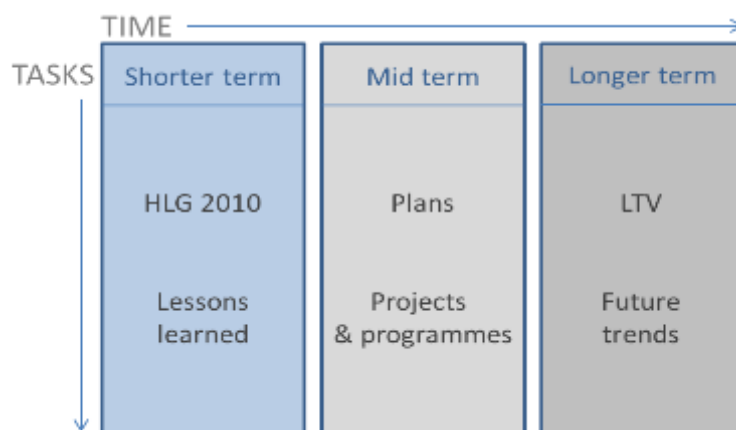 TIME
TASKS
Shorter term
Mid term
Longer term
HLG 2010
Plans
LTV
Lessons
learned
Projects
& programmes
Future
trends